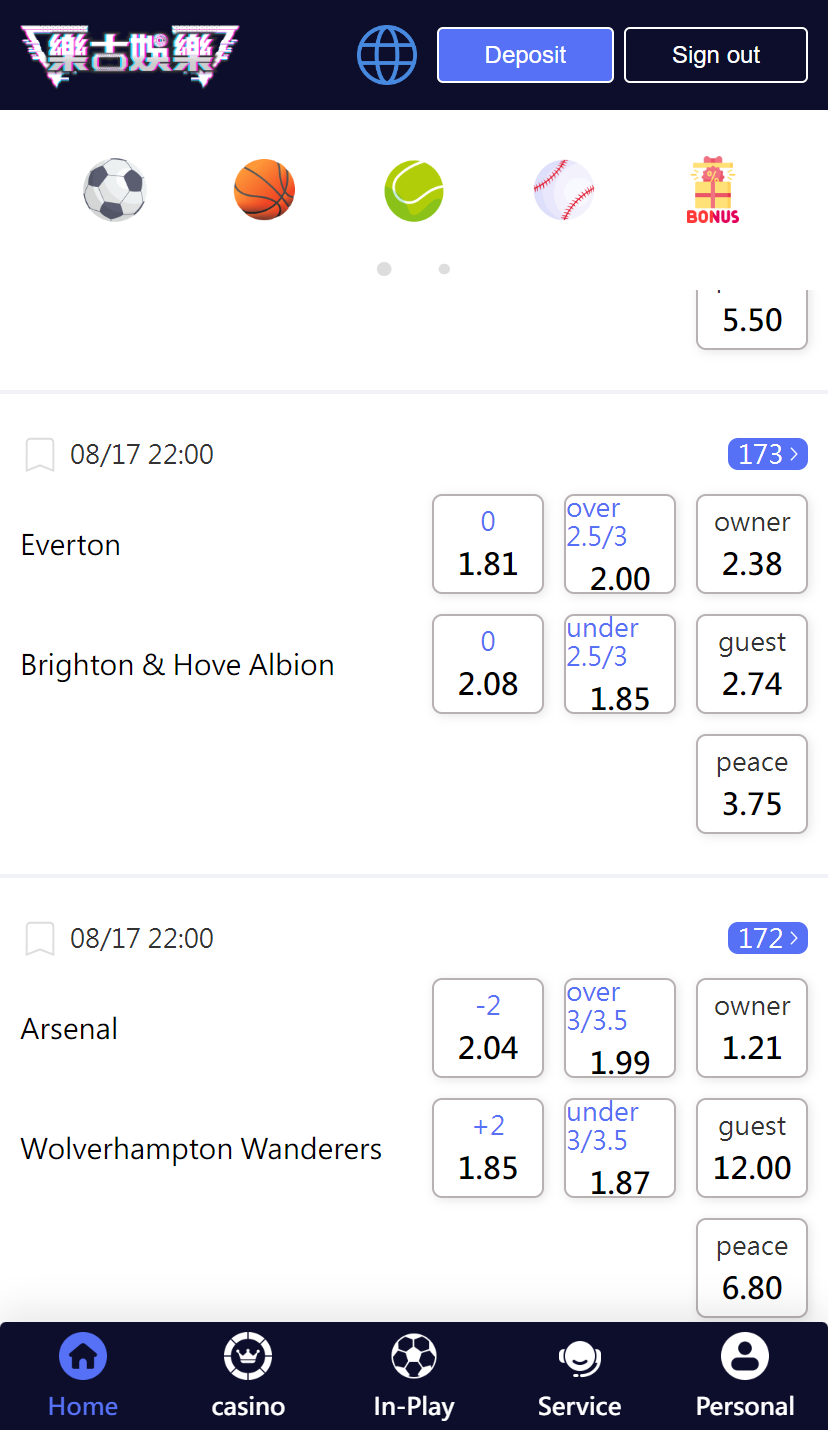 樂古娛樂
Deposit
Sign out
BONUS
5.50
08/17 22:00
173
Everton
0
1.81
over
2.5/3
2.00
owner
2.38
Brighton & Hove Albion
0
2.08
under
2.5/3
1.85
guest
2.74
peace
3.75
08/17 22:00
172
Arsenal
-2
2.04
over
3/3.5
1.99
owner
1.21
Wolverhampton Wanderers
+2
1.85
under
3/3.5
1.87
guest
12.00
peace
6.80
Home
casino
In-Play
Service
Personal